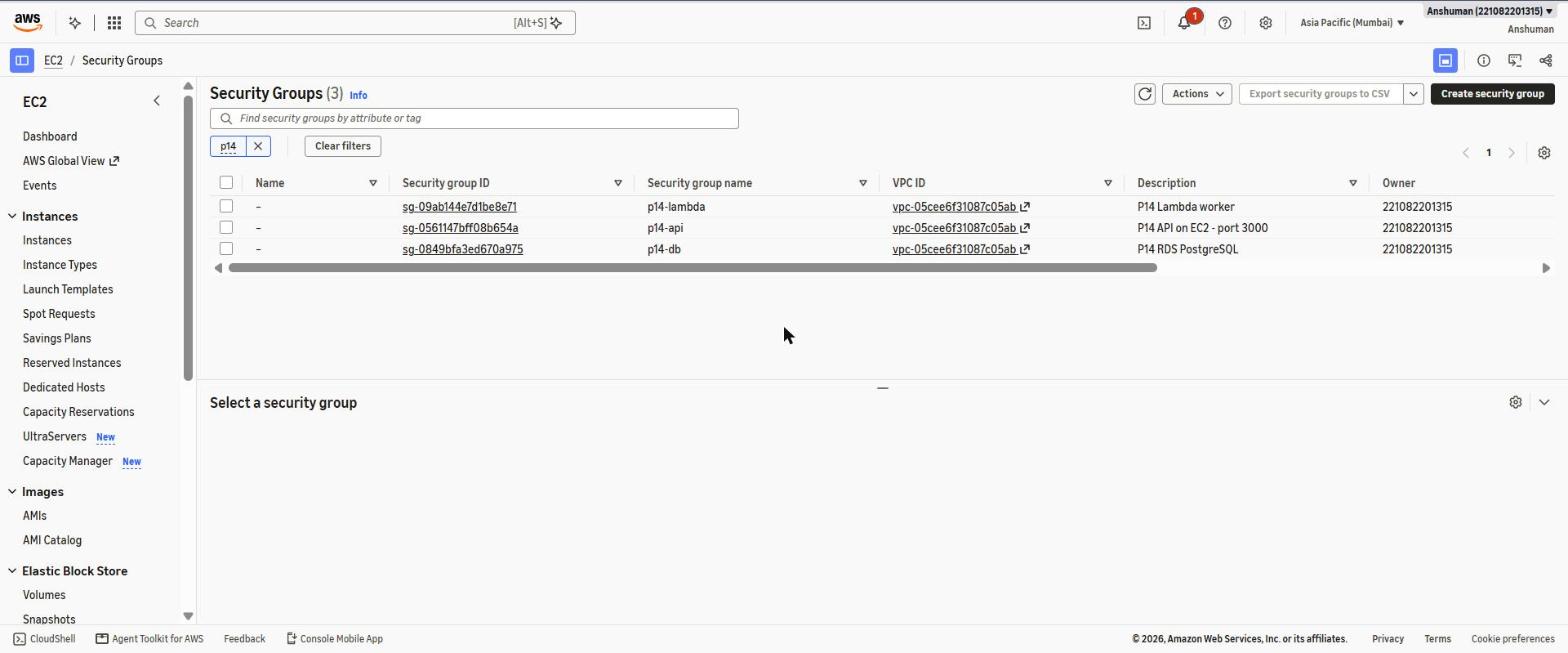 aws
Search [Alt+S]
1
Asia Pacific (Mumbai)
Anshuman (221082201315)
Anshuman
EC2 / Security Groups
EC2
Dashboard
AWS Global View
Events
Instances
Instances
Instance Types
Launch Templates
Spot Requests
Savings Plans
Reserved Instances
Dedicated Hosts
Capacity Reservations
UltraServers New
Capacity Manager New
Images
AMIs
AMI Catalog
Elastic Block Store
Volumes
Snapshots
Security Groups (3) Info
Actions
Export security groups to CSV
Create security group
Find security groups by attribute or tag
p14
Clear filters
1
Name Security group ID Security group name VPC ID Description Owner
– sg-09ab144e7d1be8e71 p14-lambda vpc-05cee6f31087c05ab P14 Lambda worker 221082201315
– sg-0561147bff08b654a p14-api vpc-05cee6f31087c05ab P14 API on EC2 - port 3000 221082201315
– sg-0849bfa3ed670a975 p14-db vpc-05cee6f31087c05ab P14 RDS PostgreSQL 221082201315
Select a security group
CloudShell Agent Toolkit for AWS Feedback Console Mobile App
© 2026, Amazon Web Services, Inc. or its affiliates. Privacy Terms Cookie preferences